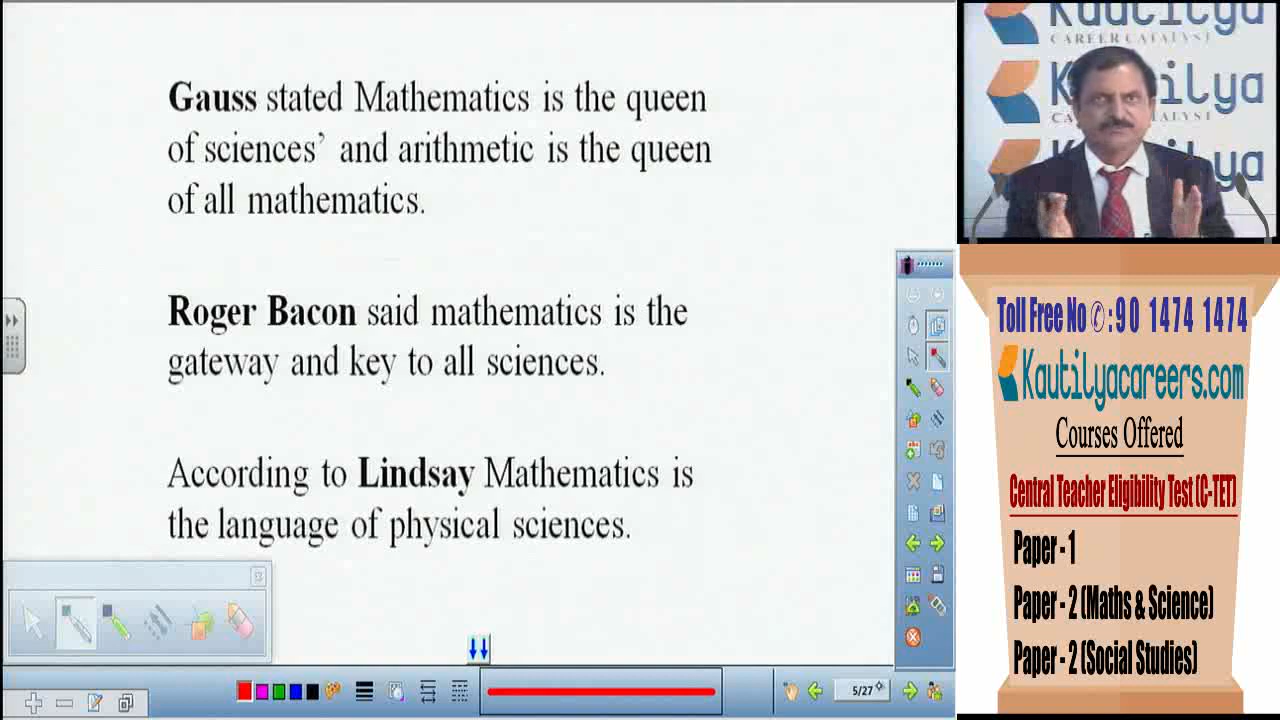 Gauss stated Mathematics is the queen
of sciences’ and arithmetic is the queen
of all mathematics.
Roger Bacon said mathematics is the
gateway and key to all sciences.
According to Lindsay Mathematics is
the language of physical sciences.
5/27
Kautilya
CAREER CATALYST
Toll Free No ✆:90 1474 1474
Kautilyacareers.com
Courses Offered
Central Teacher Eligibility Test (C-TET)
Paper - 1
Paper - 2 (Maths & Science)
Paper - 2 (Social Studies)